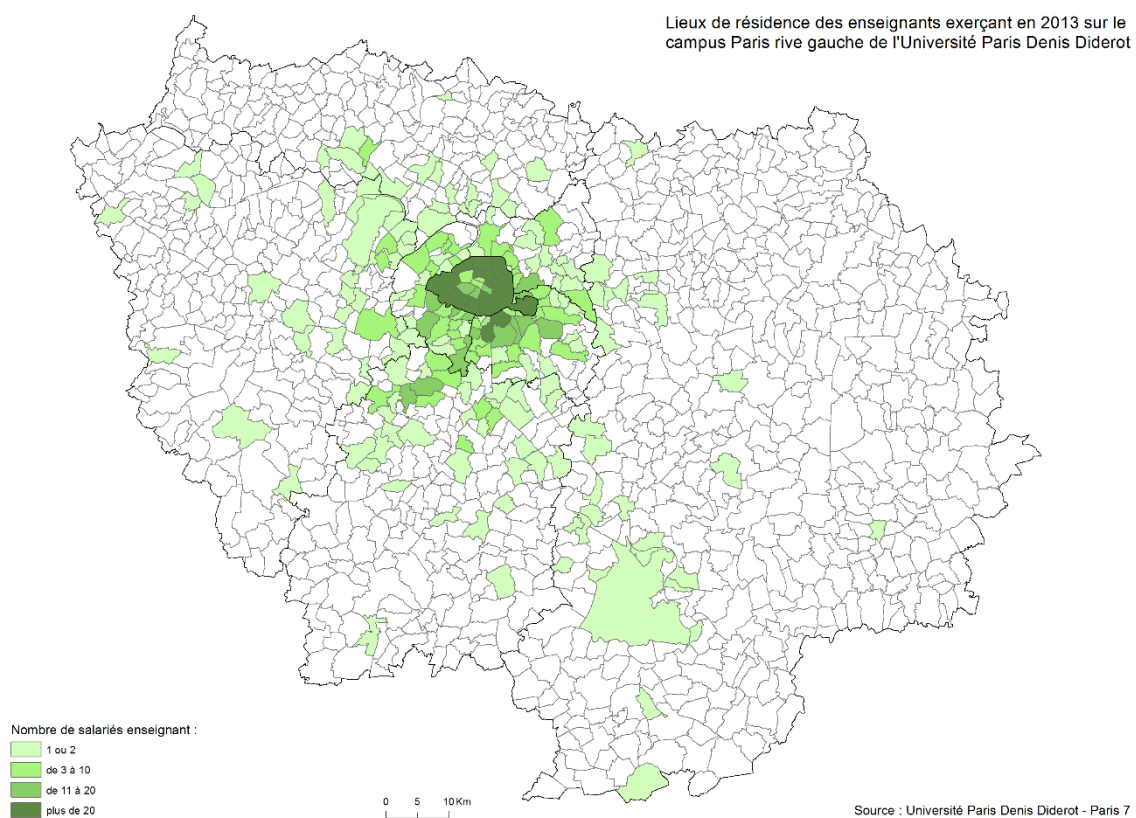 Lieux de résidence des enseignants exerçant en 2013 sur le
campus Paris rive gauche de l'Université Paris Denis Diderot
Nombre de salariés enseignant :
1 ou 2
de 3 à 10
de 11 à 20
plus de 20
0 5 10 Km
Source : Université Paris Denis Diderot - Paris 7